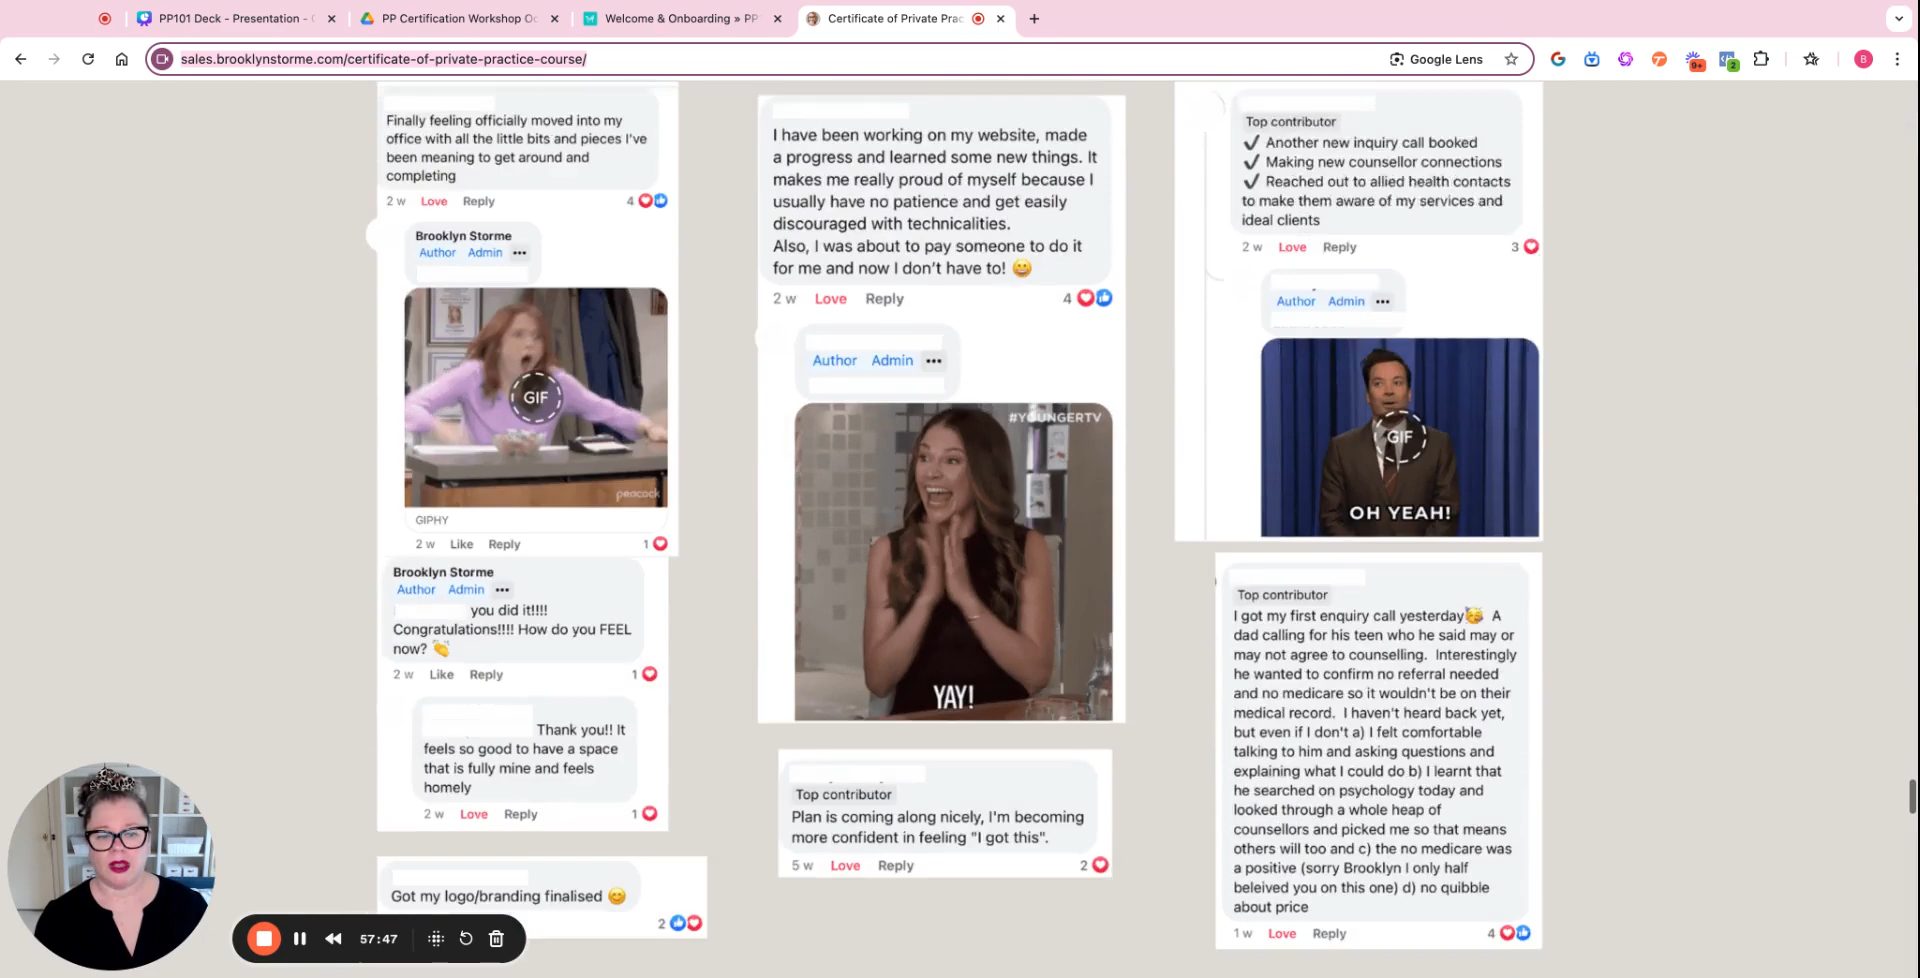 PP101 Deck - Presentation -
PP Certification Workshop Oc
Welcome & Onboarding » PP
Certificate of Private Prac
sales.brooklynstorme.com/certificate-of-private-practice-course/
Google Lens
9+
2
B
Finally feeling officially moved into my
office with all the little bits and pieces I've
been meaning to get around and
completing
2 w Love Reply 4
Brooklyn Storme
Author Admin •••
GIF
peacock
GIPHY
2 w Like Reply 1
Brooklyn Storme
Author Admin •••
you did it!!!!
Congratulations!!!! How do you FEEL
now? 👏
2 w Like Reply 1
Thank you!! It
feels so good to have a space
that is fully mine and feels
homely
2 w Love Reply 1
Got my logo/branding finalised 😊
2
I have been working on my website, made
a progress and learned some new things. It
makes me really proud of myself because I
usually have no patience and get easily
discouraged with technicalities.
Also, I was about to pay someone to do it
for me and now I don't have to! 😀
2 w Love Reply 4
Author Admin •••
#YOUNGERTV
YAY!
Top contributor
Plan is coming along nicely, I'm becoming
more confident in feeling "I got this".
5 w Love Reply 2
Top contributor
✓ Another new inquiry call booked
✓ Making new counsellor connections
✓ Reached out to allied health contacts
to make them aware of my services and
ideal clients
2 w Love Reply 3
Author Admin •••
GIF
OH YEAH!
Top contributor
I got my first enquiry call yesterday🥳 A
dad calling for his teen who he said may or
may not agree to counselling. Interestingly
he wanted to confirm no referral needed
and no medicare so it wouldn't be on their
medical record. I haven't heard back yet,
but even if I don't a) I felt comfortable
talking to him and asking questions and
explaining what I could do b) I learnt that
he searched on psychology today and
looked through a whole heap of
counsellors and picked me so that means
others will too and c) the no medicare was
a positive (sorry Brooklyn I only half
beleived you on this one) d) no quibble
about price
1 w Love Reply 4
57:47